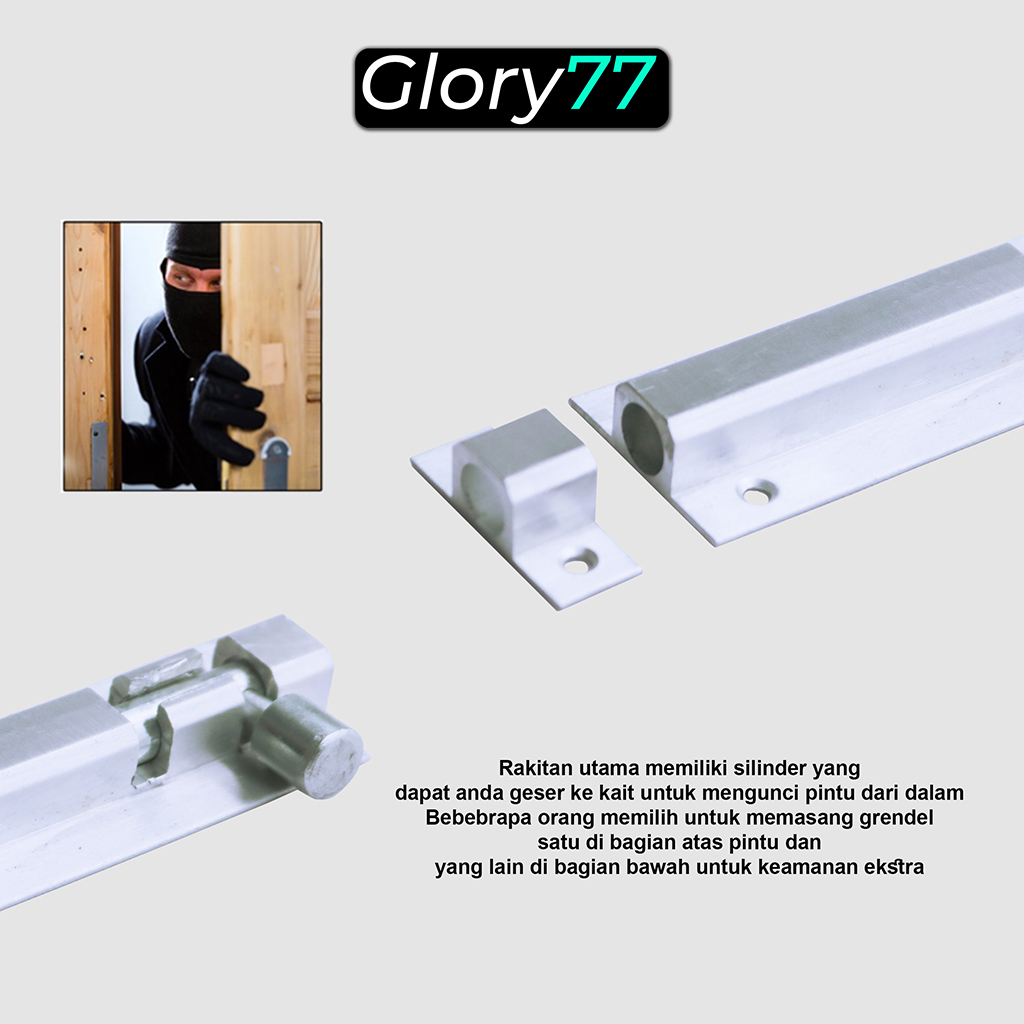 Glory77
Rakitan utama memiliki silinder yang
dapat anda geser ke kait untuk mengunci pintu dari dalam
Bebebrapa orang memilih untuk memasang grendel
satu di bagian atas pintu dan
yang lain di bagian bawah untuk keamanan ekstra